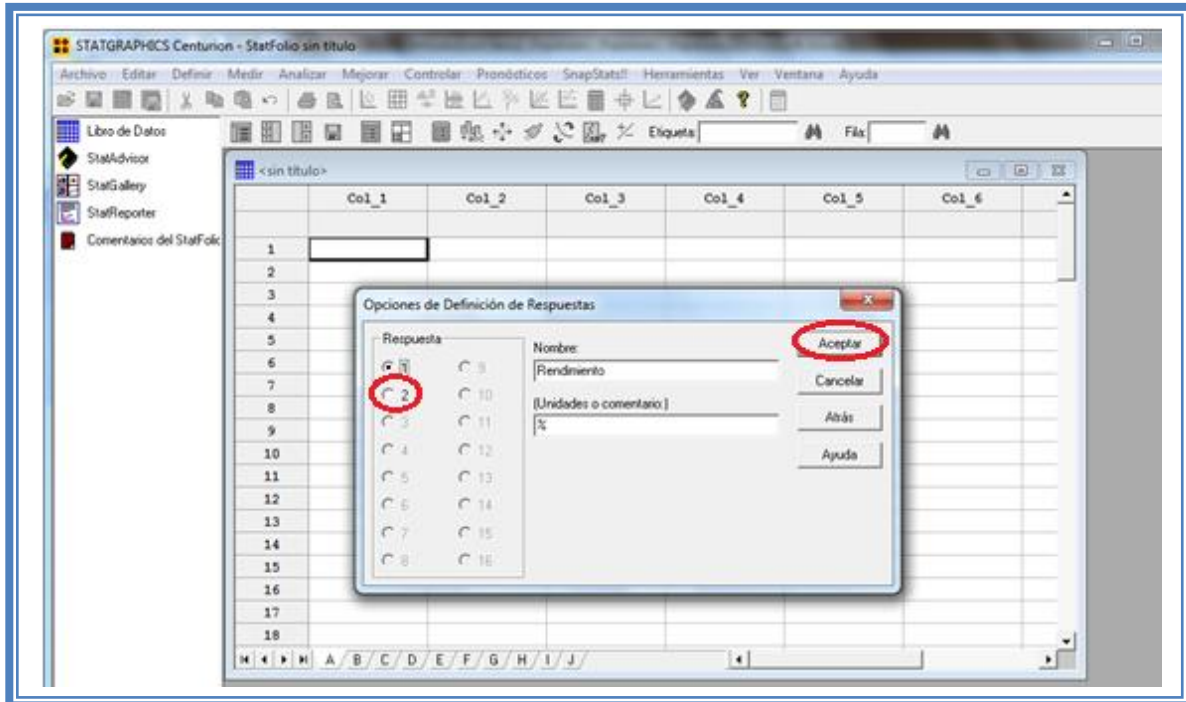 STATGRAPHICS Centurion - StatFolio sin título
Archivo Editar Definir Medir Analizar Mejorar Controlar Pronósticos SnapStats!! Herramientas Ver Ventana Ayuda
Etiqueta: Fila:
Libro de Datos
StatAdvisor
StatGallery
StatReporter
Comentarios del StatFolio
<sin título>
Col_1 Col_2 Col_3 Col_4 Col_5 Col_6
1
2
3
4
5
6
7
8
9
10
11
12
13
14
15
16
17
18
A B C D E F G H I J
Opciones de Definición de Respuestas
Respuesta
1 9
2 10
3 11
4 12
5 13
6 14
7 15
8 16
Nombre:
Rendimiento
(Unidades o comentario:)
%
Aceptar
Cancelar
Atrás
Ayuda